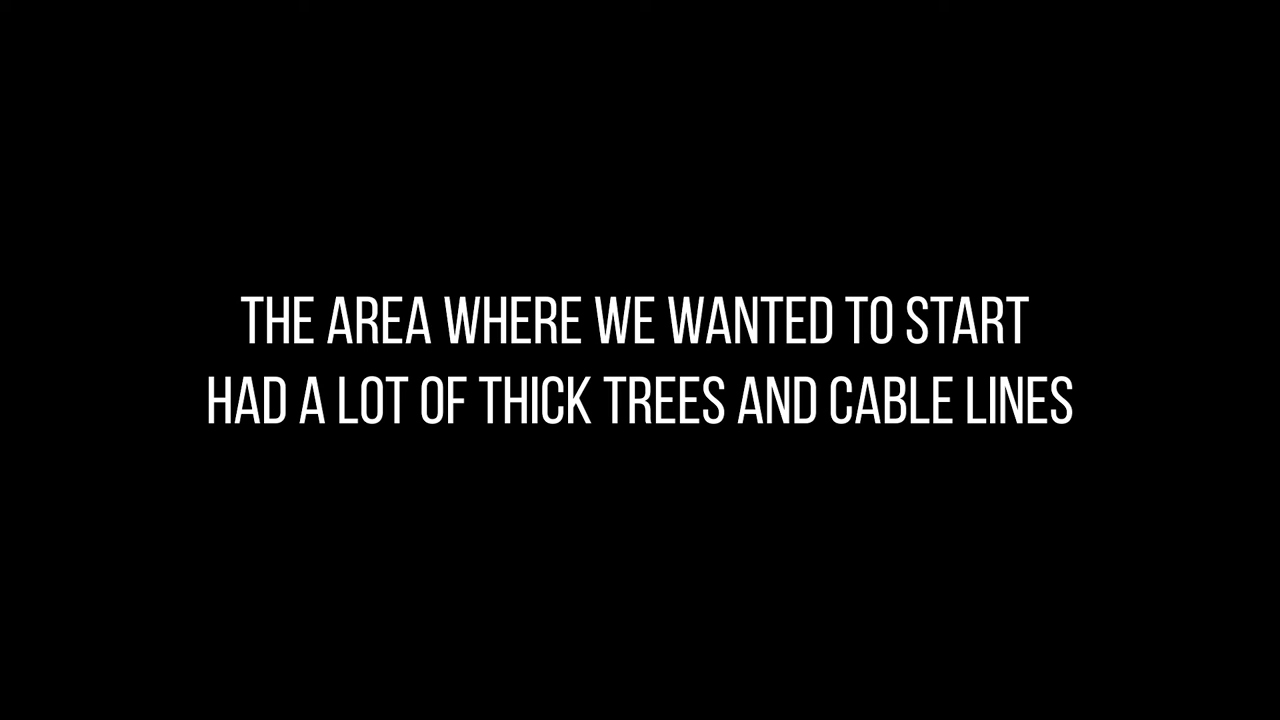 THE AREA WHERE WE WANTED TO START
HAD A LOT OF THICK TREES AND CABLE LINES